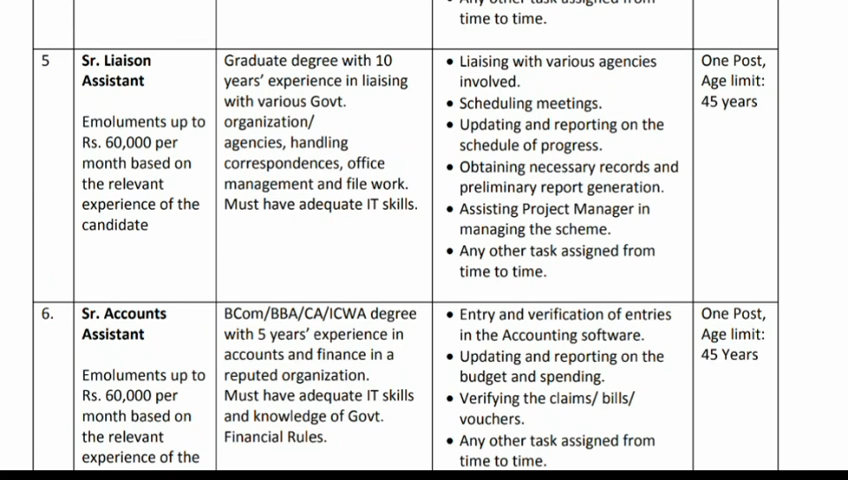 Any other task assigned from
time to time.
5
Sr. Liaison
Assistant
Emoluments up to
Rs. 60,000 per
month based on
the relevant
experience of the
candidate
Graduate degree with 10
years’ experience in liaising
with various Govt.
organization/
agencies, handling
correspondences, office
management and file work.
Must have adequate IT skills.
• Liaising with various agencies
involved.
• Scheduling meetings.
• Updating and reporting on the
schedule of progress.
• Obtaining necessary records and
preliminary report generation.
• Assisting Project Manager in
managing the scheme.
• Any other task assigned from
time to time.
One Post,
Age limit:
45 years
6.
Sr. Accounts
Assistant
Emoluments up to
Rs. 60,000 per
month based on
the relevant
experience of the
BCom/BBA/CA/ICWA degree
with 5 years’ experience in
accounts and finance in a
reputed organization.
Must have adequate IT skills
and knowledge of Govt.
Financial Rules.
• Entry and verification of entries
in the Accounting software.
• Updating and reporting on the
budget and spending.
• Verifying the claims/ bills/
vouchers.
• Any other task assigned from
time to time.
One Post,
Age limit:
45 Years